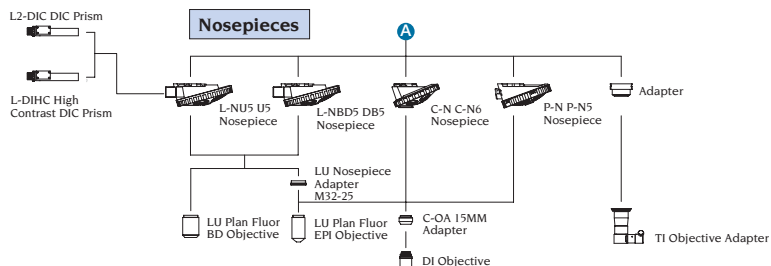 L2-DIC DIC Prism
Nosepieces
A
L-DIHC High
Contrast DIC Prism
L-NU5 U5
Nosepiece
L-NBD5 DB5
Nosepiece
C-N C-N6
Nosepiece
P-N P-N5
Nosepiece
Adapter
LU Nosepiece
Adapter
M32-25
LU Plan Fluor
BD Objective
LU Plan Fluor
EPI Objective
C-OA 15MM
Adapter
TI Objective Adapter
DI Objective